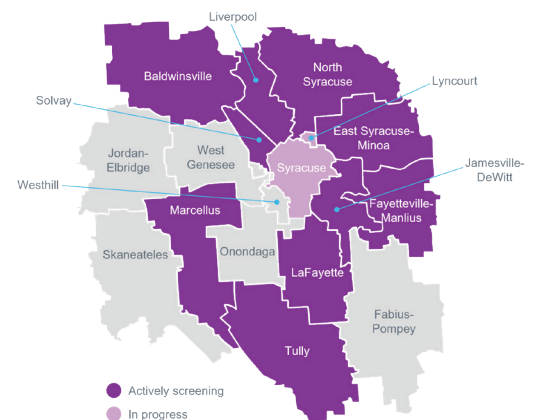 Liverpool
Baldwinsville
North
Syracuse
Lyncourt
Solvay
East Syracuse-
Minoa
Jordan-
Elbridge
West
Genesee
Syracuse
Jamesville-
DeWitt
Westhill
Marcellus
Fayetteville-
Manlius
Skaneateles
Onondaga
LaFayette
Fabius-
Pompey
Tully
Actively screening
In progress